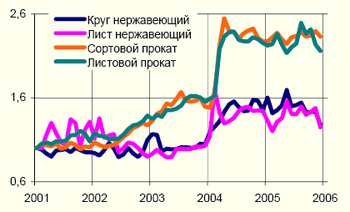 2,6
Круг нержавеющий
Лист нержавеющий
Сортовой прокат
Листовой прокат
1,6
0,6
2001 2002 2003 2004 2005 2006